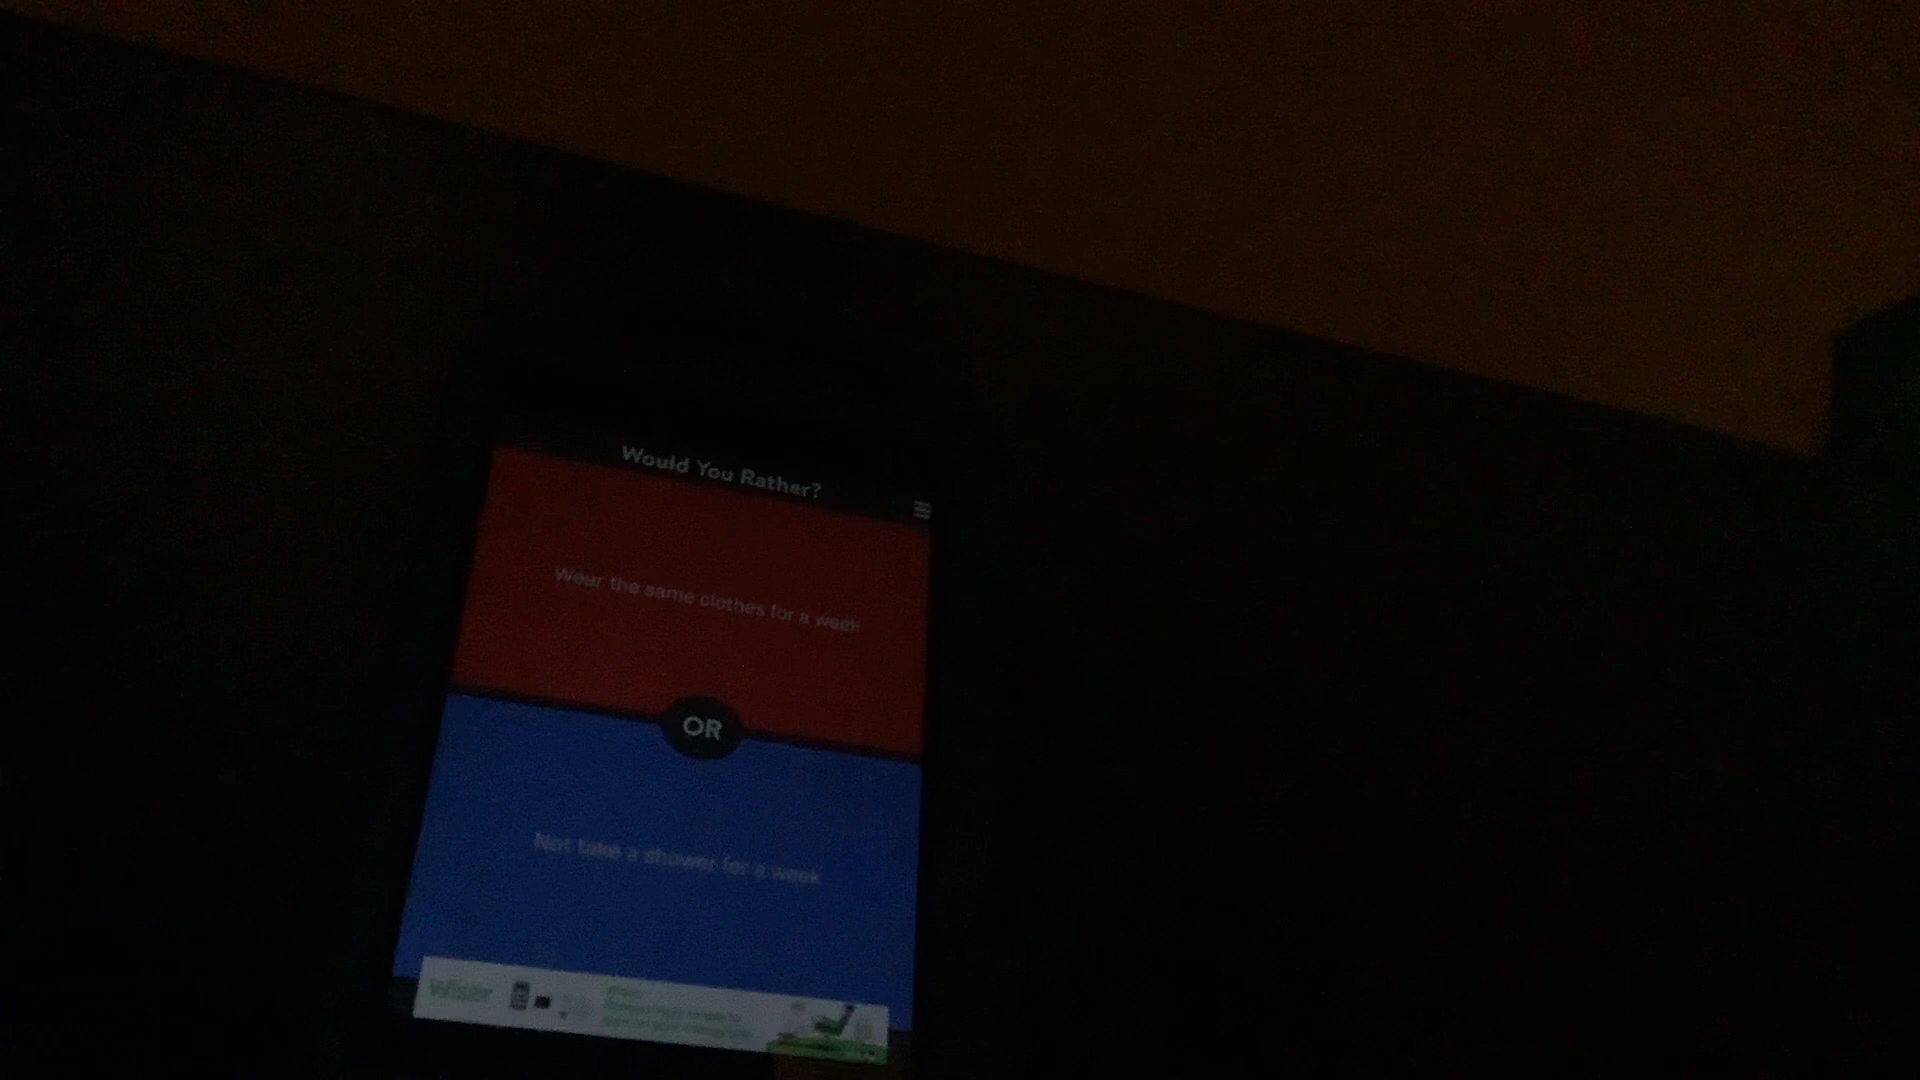 Would You Rather?
Wear the same clothes for a week
OR
Not take a shower for a week
Wiser